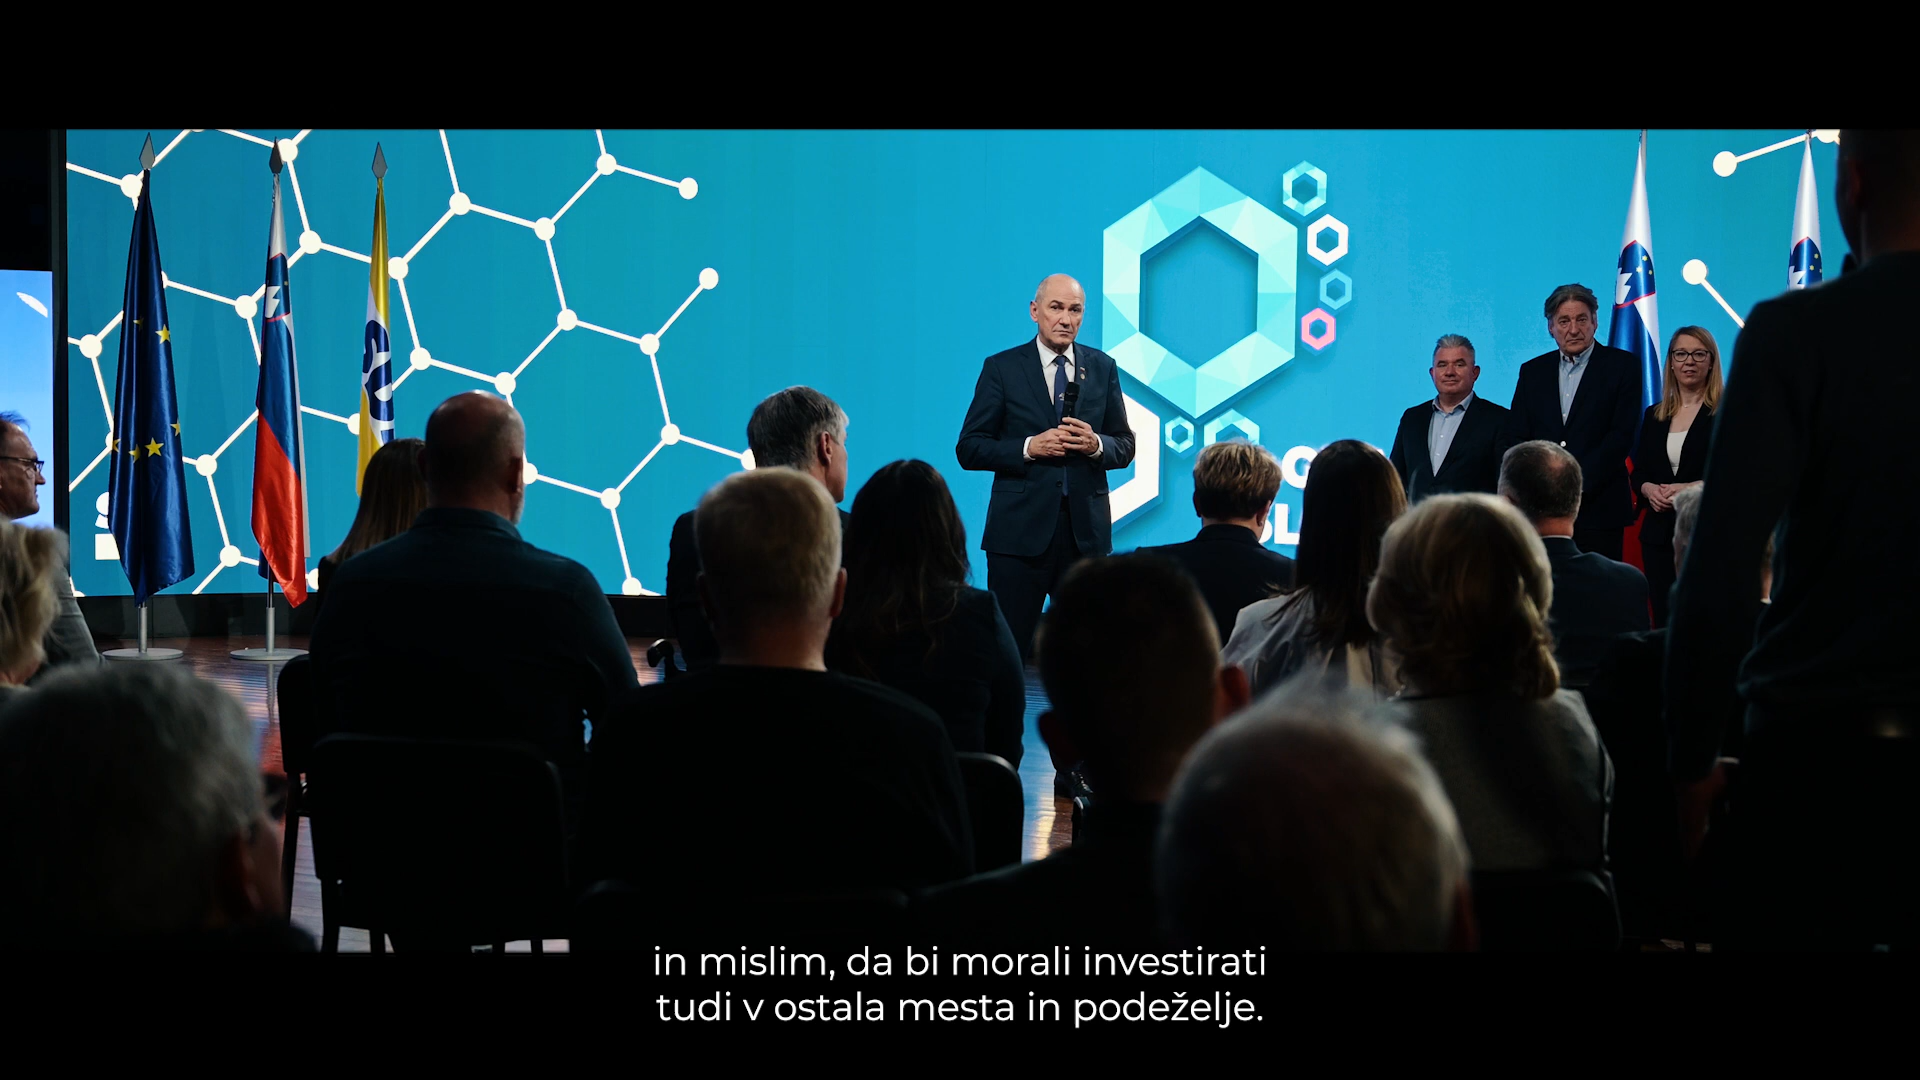 in mislim, da bi morali investirati
tudi v ostala mesta in podeželje.